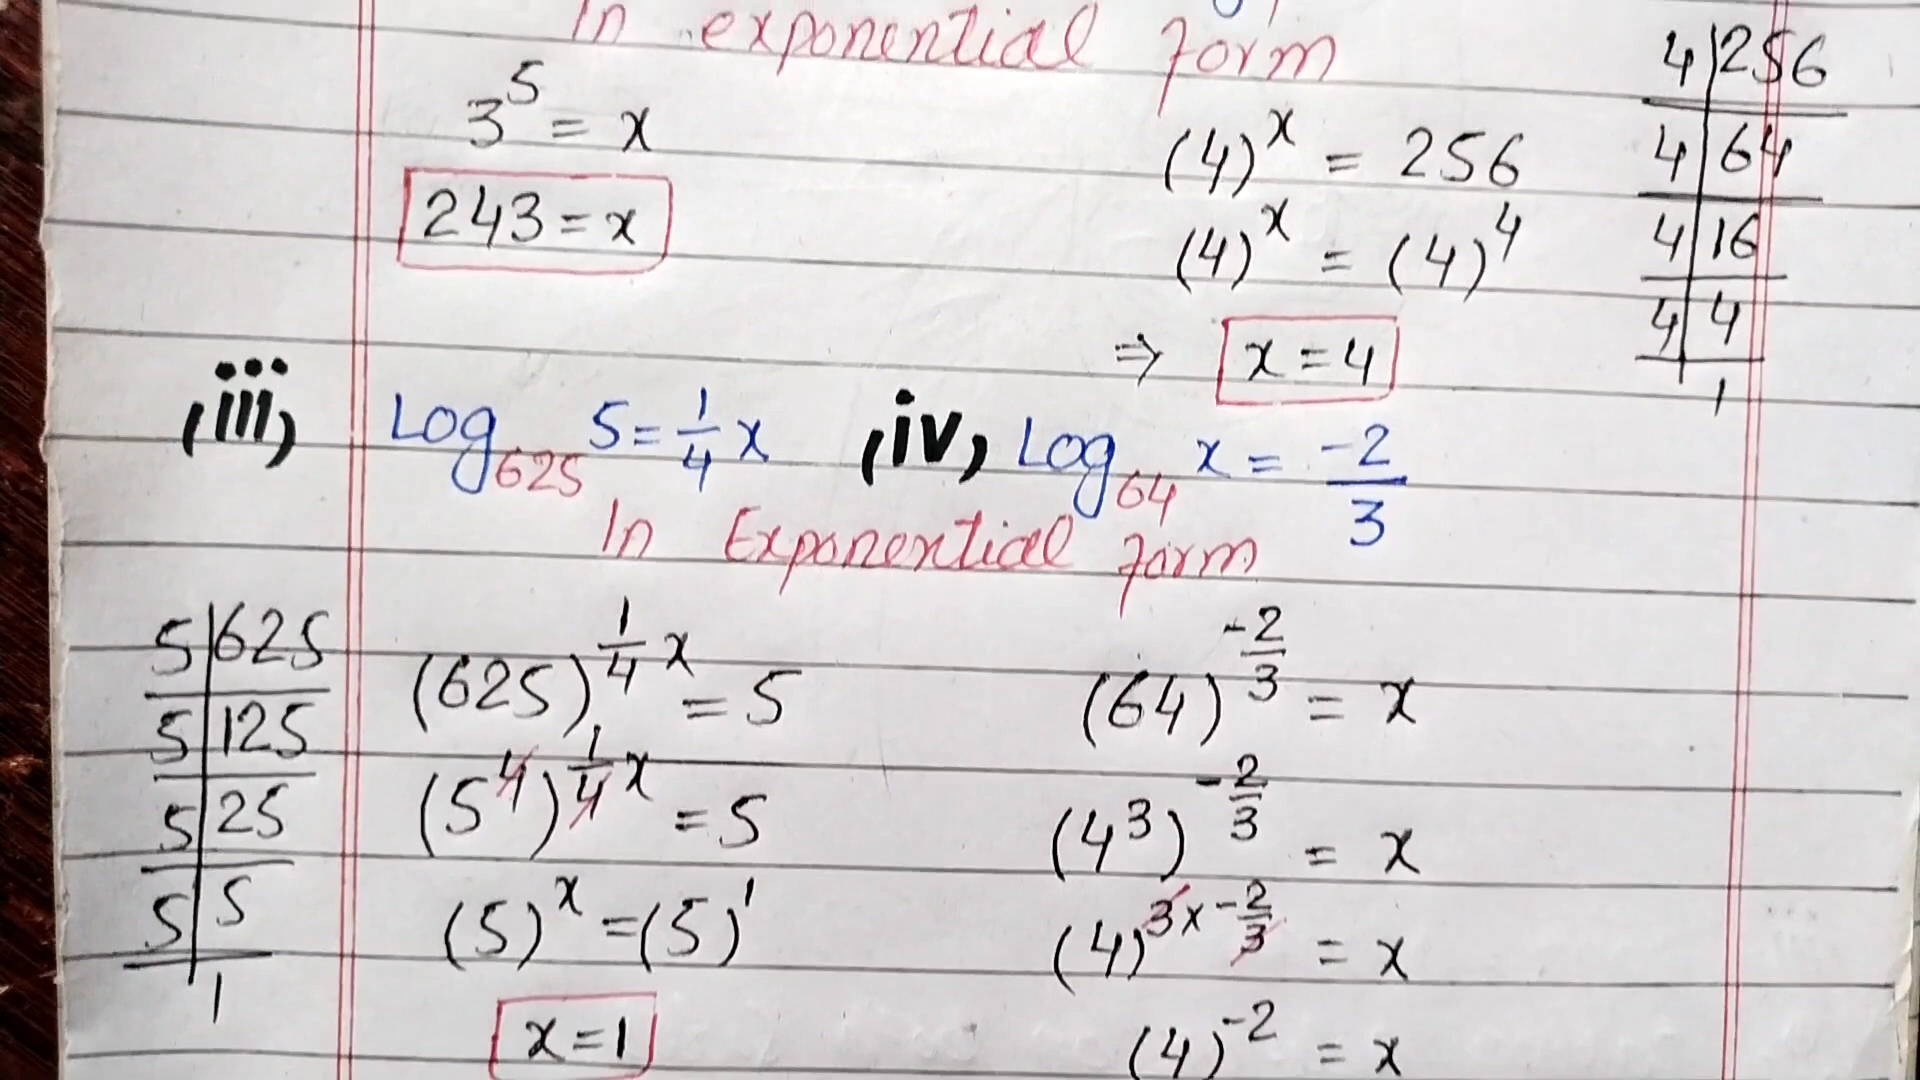 In exponential form
3^5 = x
243 = x
(4)^x = 256
(4)^x = (4)^4
⇒ x = 4
4 | 256
4 | 64
4 | 16
4 | 4
1
(iii) Log_625 5 = 1/4 x
(iv) Log_64 x = -2/3
In Exponential form
5 | 625
5 | 125
5 | 25
5 | 5
1
(625)^(1/4 x) = 5
(5^4)^(1/4 x) = 5
(5)^x = (5)^1
x = 1
(64)^(-2/3) = x
(4^3)^(-2/3) = x
(4)^(3 x -2/3) = x
(4)^-2 = x